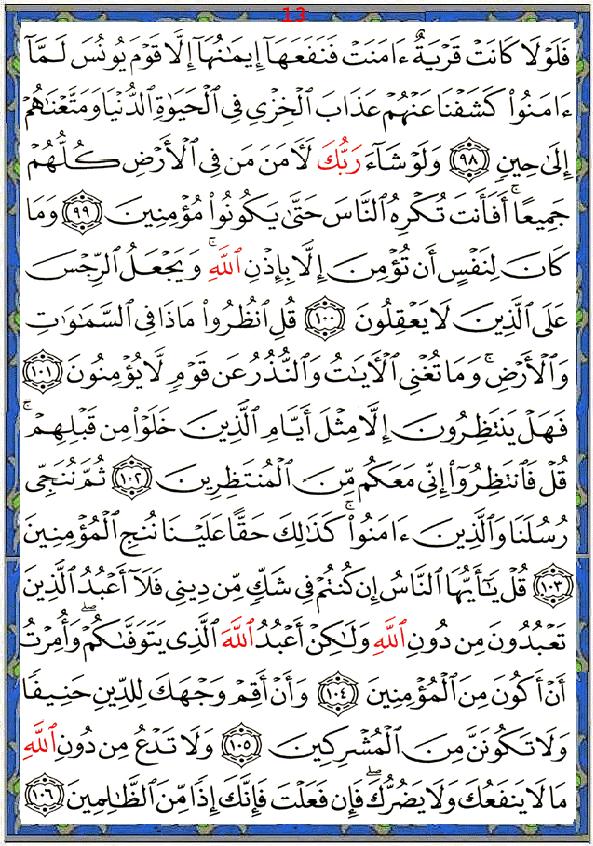 13
فَلَوْلَا كَانَتْ قَرْيَةٌ ءَامَنَتْ فَنَفَعَهَآ إِيمَٰنُهَآ إِلَّا قَوْمَ يُونُسَ لَمَّآ
ءَامَنُوا۟ كَشَفْنَا عَنْهُمْ عَذَابَ ٱلْخِزْىِ فِى ٱلْحَيَوٰةِ ٱلدُّنْيَا وَمَتَّعْنَٰهُمْ
إِلَىٰ حِينٍ ٩٨ وَلَوْ شَآءَ رَبُّكَ لَءَامَنَ مَن فِى ٱلْأَرْضِ كُلُّهُمْ
جَمِيعًا ۚ أَفَأَنتَ تُكْرِهُ ٱلنَّاسَ حَتَّىٰ يَكُونُوا۟ مُؤْمِنِينَ ٩٩ وَمَا
كَانَ لِنَفْسٍ أَن تُؤْمِنَ إِلَّا بِإِذْنِ ٱللَّهِ ۚ وَيَجْعَلُ ٱلرِّجْسَ
عَلَى ٱلَّذِينَ لَا يَعْقِلُونَ ١٠٠ قُلِ ٱنظُرُوا۟ مَاذَا فِى ٱلسَّمَٰوَٰتِ
وَٱلْأَرْضِ ۚ وَمَا تُغْنِى ٱلْءَايَٰتُ وَٱلنُّذُرُ عَن قَوْمٍ لَّا يُؤْمِنُونَ ١٠١
فَهَلْ يَنتَظِرُونَ إِلَّا مِثْلَ أَيَّامِ ٱلَّذِينَ خَلَوْا۟ مِن قَبْلِهِمْ ۚ
قُلْ فَٱنتَظِرُوٓا۟ إِنِّى مَعَكُم مِّنَ ٱلْمُنتَظِرِينَ ١٠٢ ثُمَّ نُنَجِّى
رُسُلَنَا وَٱلَّذِينَ ءَامَنُوا۟ ۚ كَذَٰلِكَ حَقًّا عَلَيْنَا نُنجِ ٱلْمُؤْمِنِينَ
١٠٣ قُلْ يَٰٓأَيُّهَا ٱلنَّاسُ إِن كُنتُمْ فِى شَكٍّ مِّن دِينِى فَلَآ أَعْبُدُ ٱلَّذِينَ
تَعْبُدُونَ مِن دُونِ ٱللَّهِ وَلَٰكِنْ أَعْبُدُ ٱللَّهَ ٱلَّذِى يَتَوَفَّىٰكُمْ ۖ وَأُمِرْتُ
أَنْ أَكُونَ مِنَ ٱلْمُؤْمِنِينَ ١٠٤ وَأَنْ أَقِمْ وَجْهَكَ لِلدِّينِ حَنِيفًا
وَلَا تَكُونَنَّ مِنَ ٱلْمُشْرِكِينَ ١٠٥ وَلَا تَدْعُ مِن دُونِ ٱللَّهِ
مَا لَا يَنفَعُكَ وَلَا يَضُرُّكَ ۖ فَإِن فَعَلْتَ فَإِنَّكَ إِذًا مِّنَ ٱلظَّٰلِمِينَ ١٠٦